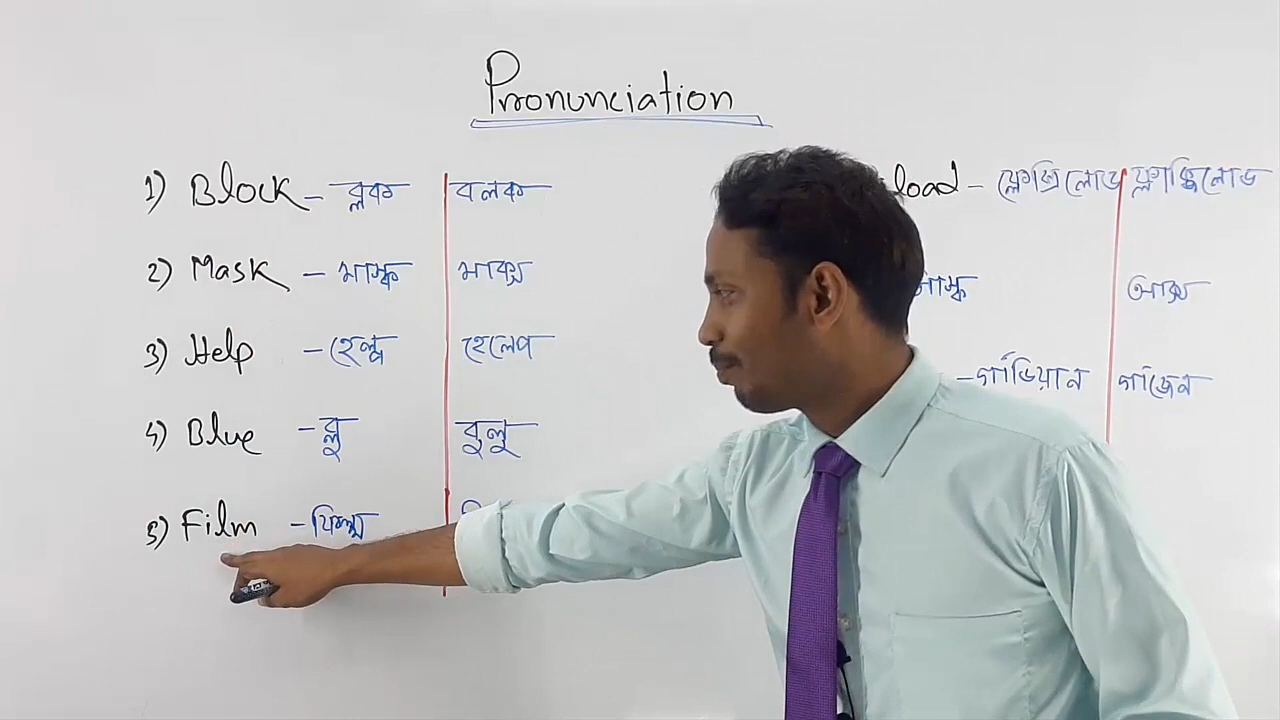 Pronunciation
1) Block - ব্লক বলক
2) Mask - মাস্ক মাক্স
3) Help - হেল্প হেলেপ
4) Blue - ব্লু বুলু
5) Film - ফিল্ম
load - ফ্লেক্সিলোড ফ্লাক্সিলোড
আস্ক আক্স
- গার্ডিয়ান গার্জেন